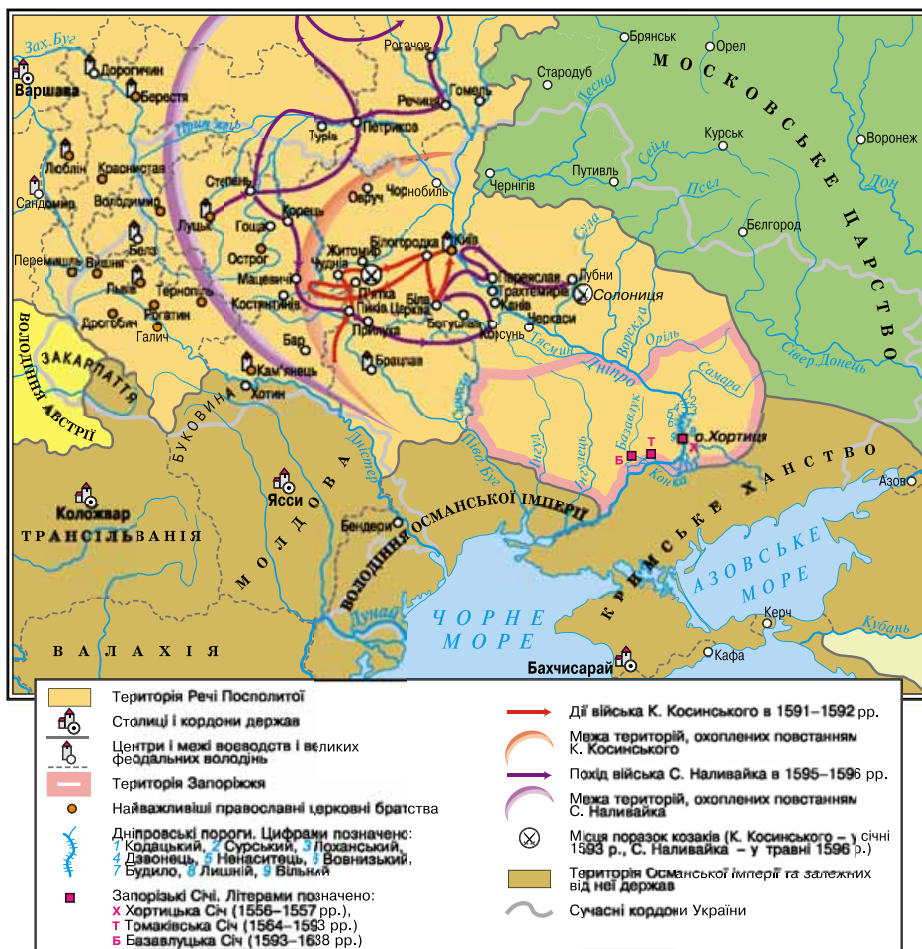 Зах. Буг
Варшава
Дорогичин
Берестя
Рогачов
Гомель
Речиця
Петриков
Турів
Прип'ять
Брянськ
Орел
Стародуб
Десна
МОСКОВСЬКЕ ЦАРСТВО
Курськ
Воронеж
Сейм
Путивль
Псел
Дон
Чернігів
Бєлгород
Люблін
Краснистав
Сандомир
Володимир
Белз
Степень
Луцьк
Корець
Гоща
Острог
Овруч
Чорнобиль
Житомир
Чуднів
Білогородка
Київ
Сула
Перемишль
Вишня
Львів
Тернопіль
Рогатин
Дрогобич
Галич
Мацевичі
Костянтинів
П'ятка
Пиків
Біла Церква
Переяслав
Трахтемирів
Канів
Лубни
Солониця
Прилука
Богуслав
Корсунь
Черкаси
Тясмин
Ворскла
Оріль
Сівер. Донець
Бар
Брацлав
Кам'янець
Хотин
Дніпро
Самара
ВОЛОДІННЯ АВСТРІЇ
ЗАКАРПАТТЯ
БУКОВИНА
Синюха
Півд. Буг
Інгул
Інгулець
Базавлук
о. Хортиця
Х
Т
Б
Конка
Дністер
Ясси
МОЛДОВА
Коложвар
ТРАНСІЛЬВАНІЯ
Бендери
ВОЛОДІННЯ ОСМАНСЬКОЇ ІМПЕРІЇ
КРИМСЬКЕ ХАНСТВО
Азов
АЗОВСЬКЕ
МОРЕ
Дунай
ЧОРНЕ
МОРЕ
ВАЛАХІЯ
Керч
Кубань
Кафа
Бахчисарай
Територія Речі Посполитої
Столиці і кордони держав
Центри і межі воєводств і великих
феодальних володінь
Територія Запоріжжя
Найважливіші православні церковні братства
Дніпровські пороги. Цифрами позначено:
1 Кодацький, 2 Сурський, 3 Лоханський,
4 Дзвонець, 5 Ненаситець, 6 Вовнизький,
7 Будило, 8 Лишній, 9 Вільний
Запорізькі Січі. Літерами позначено:
Х Хортицька Січ (1556–1557 рр.),
Т Томаківська Січ (1564–1593 рр.)
Б Базавлуцька Січ (1593–1638 рр.)
Дії війська К. Косинського в 1591–1592 рр.
Межа територій, охоплених повстанням
К. Косинського
Похід війська С. Наливайка в 1595–1596 рр.
Межа територій, охоплених повстанням
С. Наливайка
Місця поразок козаків (К. Косинського – у січні
1593 р., С. Наливайка – у травні 1596 р.)
Територія Османської імперії та залежних
від неї держав
Сучасні кордони України